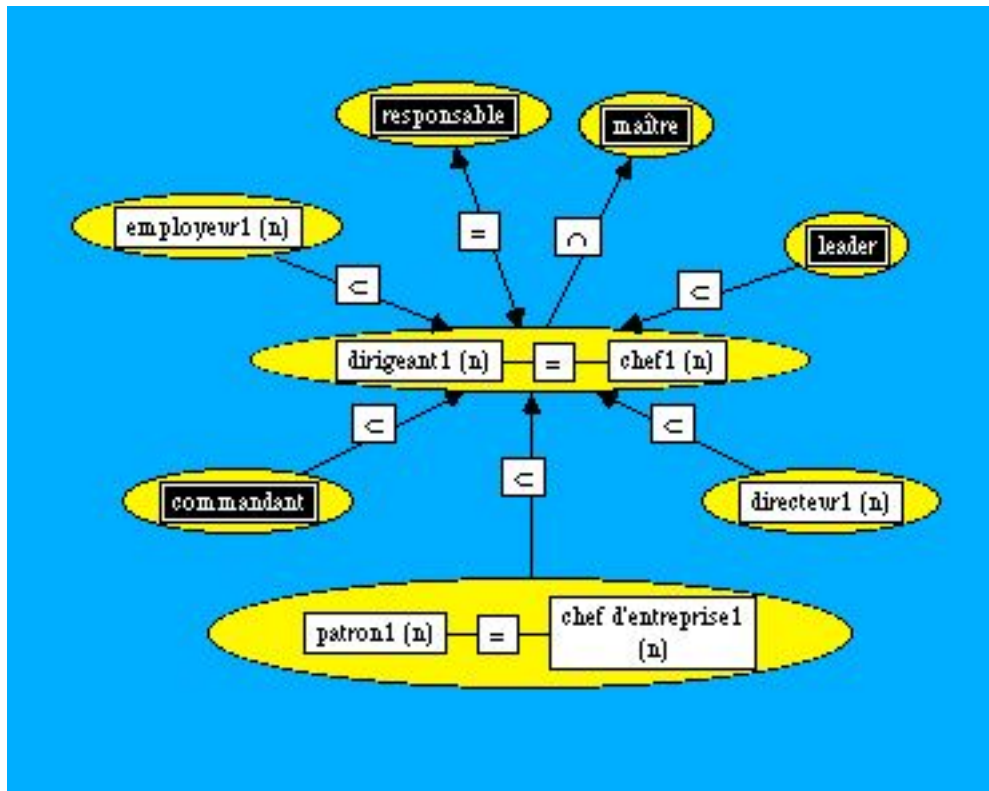 responsable
maître
employeur1 (n)
=
∩
leader
⊂
⊂
dirigeant1 (n) = chef1 (n)
⊂
⊂
⊂
commandant
directeur1 (n)
patron1 (n) = chef d'entreprise1
(n)